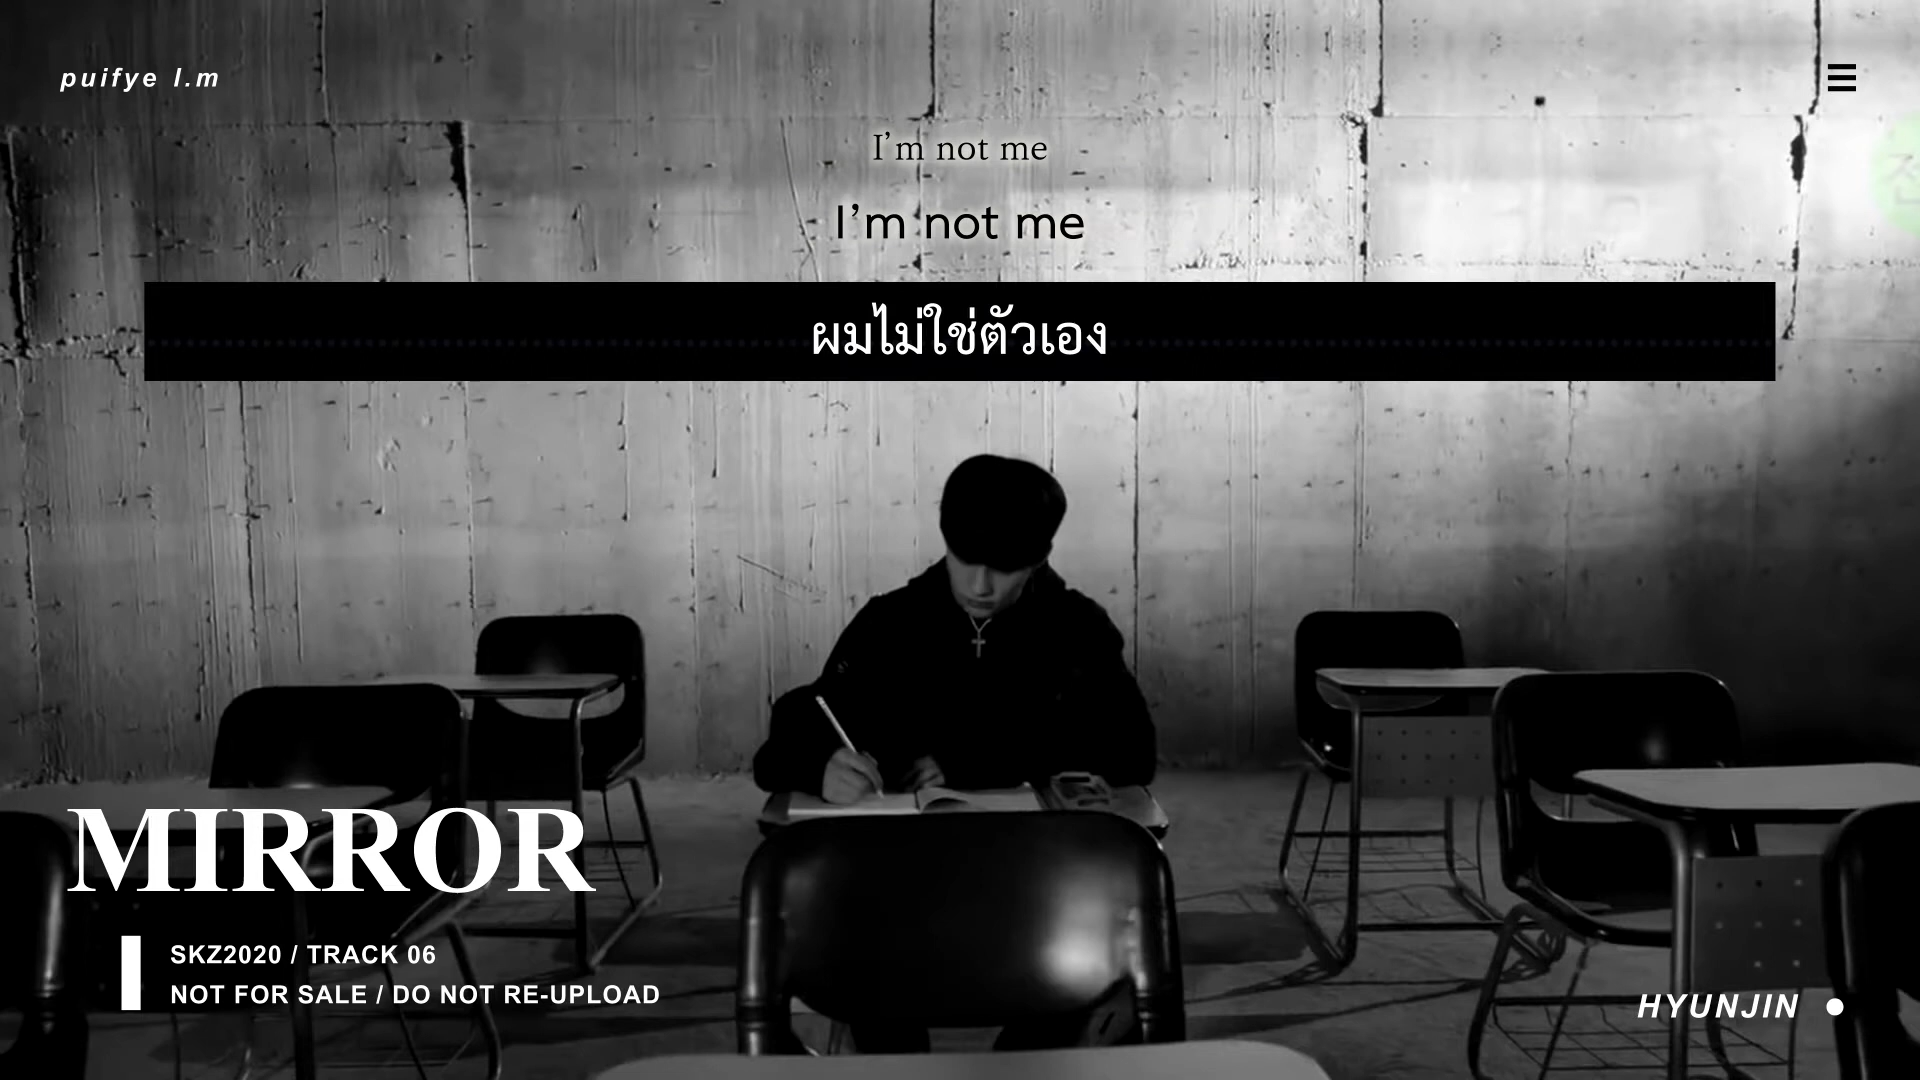 puifye l.m
I’m not me
I’m not me
ผมไม่ใช่ตัวเอง
MIRROR
SKZ2020 / TRACK 06
NOT FOR SALE / DO NOT RE-UPLOAD
HYUNJIN